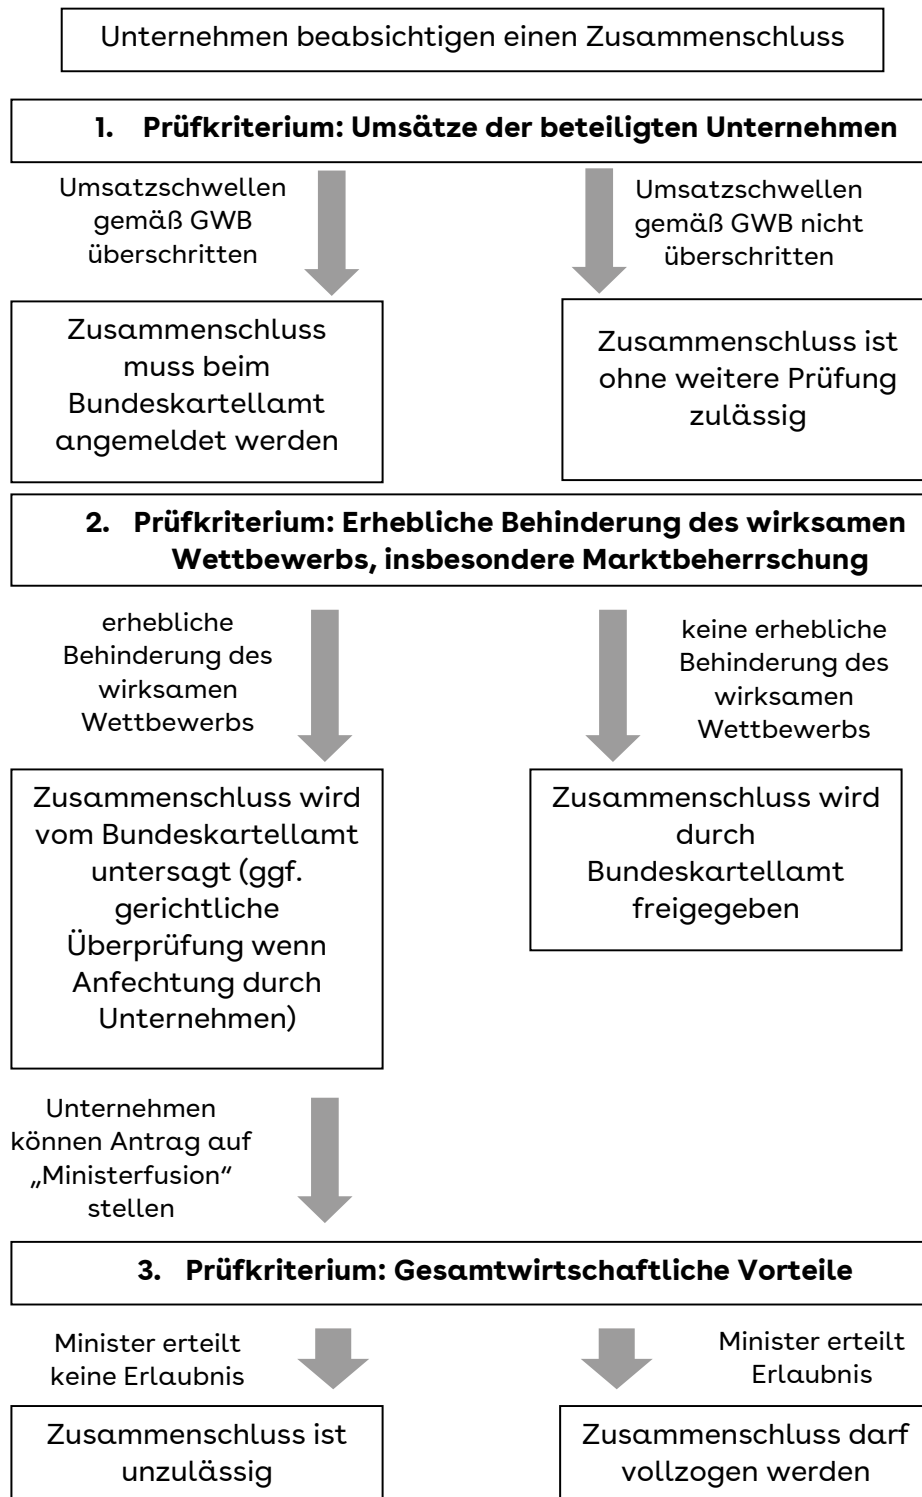 Unternehmen beabsichtigen einen Zusammenschluss
1. Prüfkriterium: Umsätze der beteiligten Unternehmen
Umsatzschwellen
gemäß GWB
überschritten
Umsatzschwellen
gemäß GWB nicht
überschritten
Zusammenschluss
muss beim
Bundeskartellamt
angemeldet werden
Zusammenschluss ist
ohne weitere Prüfung
zulässig
2. Prüfkriterium: Erhebliche Behinderung des wirksamen
Wettbewerbs, insbesondere Marktbeherrschung
erhebliche
Behinderung des
wirksamen
Wettbewerbs
keine erhebliche
Behinderung des
wirksamen
Wettbewerbs
Zusammenschluss wird
vom Bundeskartellamt
untersagt (ggf.
gerichtliche
Überprüfung wenn
Anfechtung durch
Unternehmen)
Zusammenschluss wird
durch
Bundeskartellamt
freigegeben
Unternehmen
können Antrag auf
„Ministerfusion“
stellen
3. Prüfkriterium: Gesamtwirtschaftliche Vorteile
Minister erteilt
keine Erlaubnis
Minister erteilt
Erlaubnis
Zusammenschluss ist
unzulässig
Zusammenschluss darf
vollzogen werden